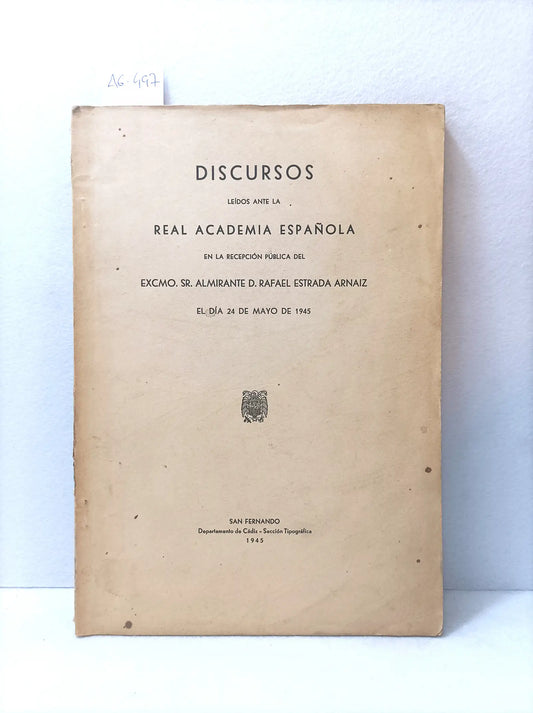 AG-497
DISCURSOS
LEÍDOS ANTE LA
REAL ACADEMIA ESPAÑOLA
EN LA RECEPCIÓN PÚBLICA DEL
EXCMO. SR. ALMIRANTE D. RAFAEL ESTRADA ARNAIZ
EL DÍA 24 DE MAYO DE 1945
SAN FERNANDO
Departamento de Cádiz - Sección Tipográfica
1945